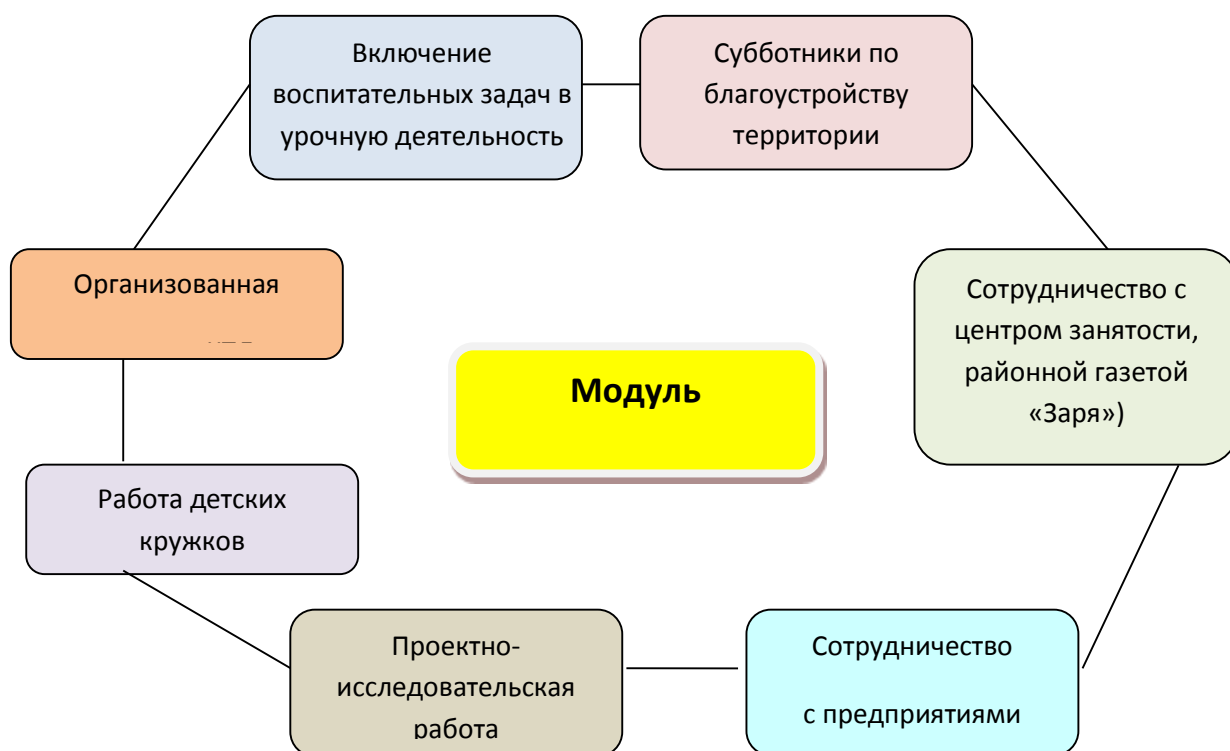 Включение
воспитательных задач в
урочную деятельность
Субботники по
благоустройству
территории
Организованная
Сотрудничество с
центром занятости,
районной газетой
«Заря»)
Модуль
Работа детских
кружков
Проектно-
исследовательская
работа
Сотрудничество
с предприятиями